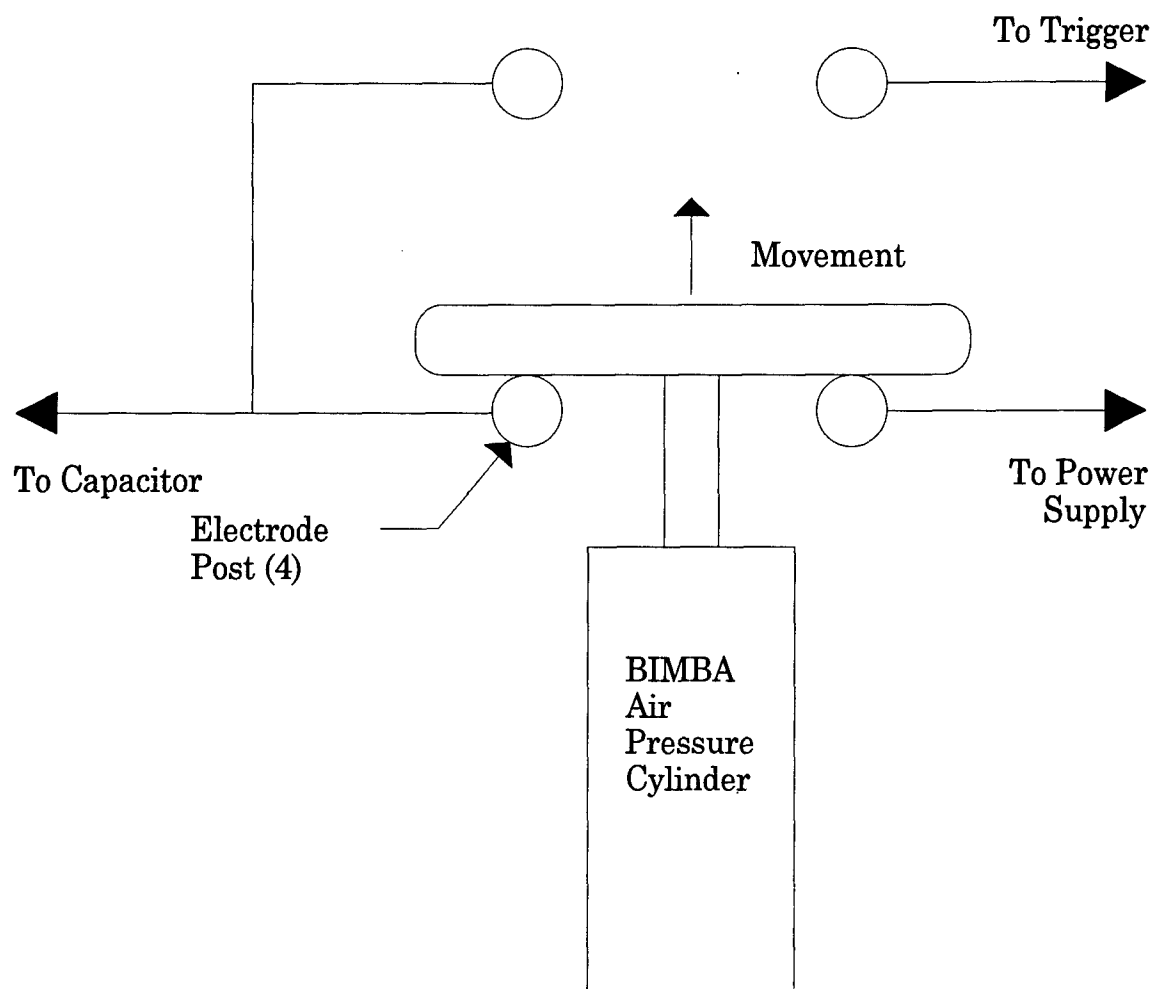 To Trigger
Movement
To Capacitor
To Power
Supply
Electrode
Post (4)
BIMBA
Air
Pressure
Cylinder